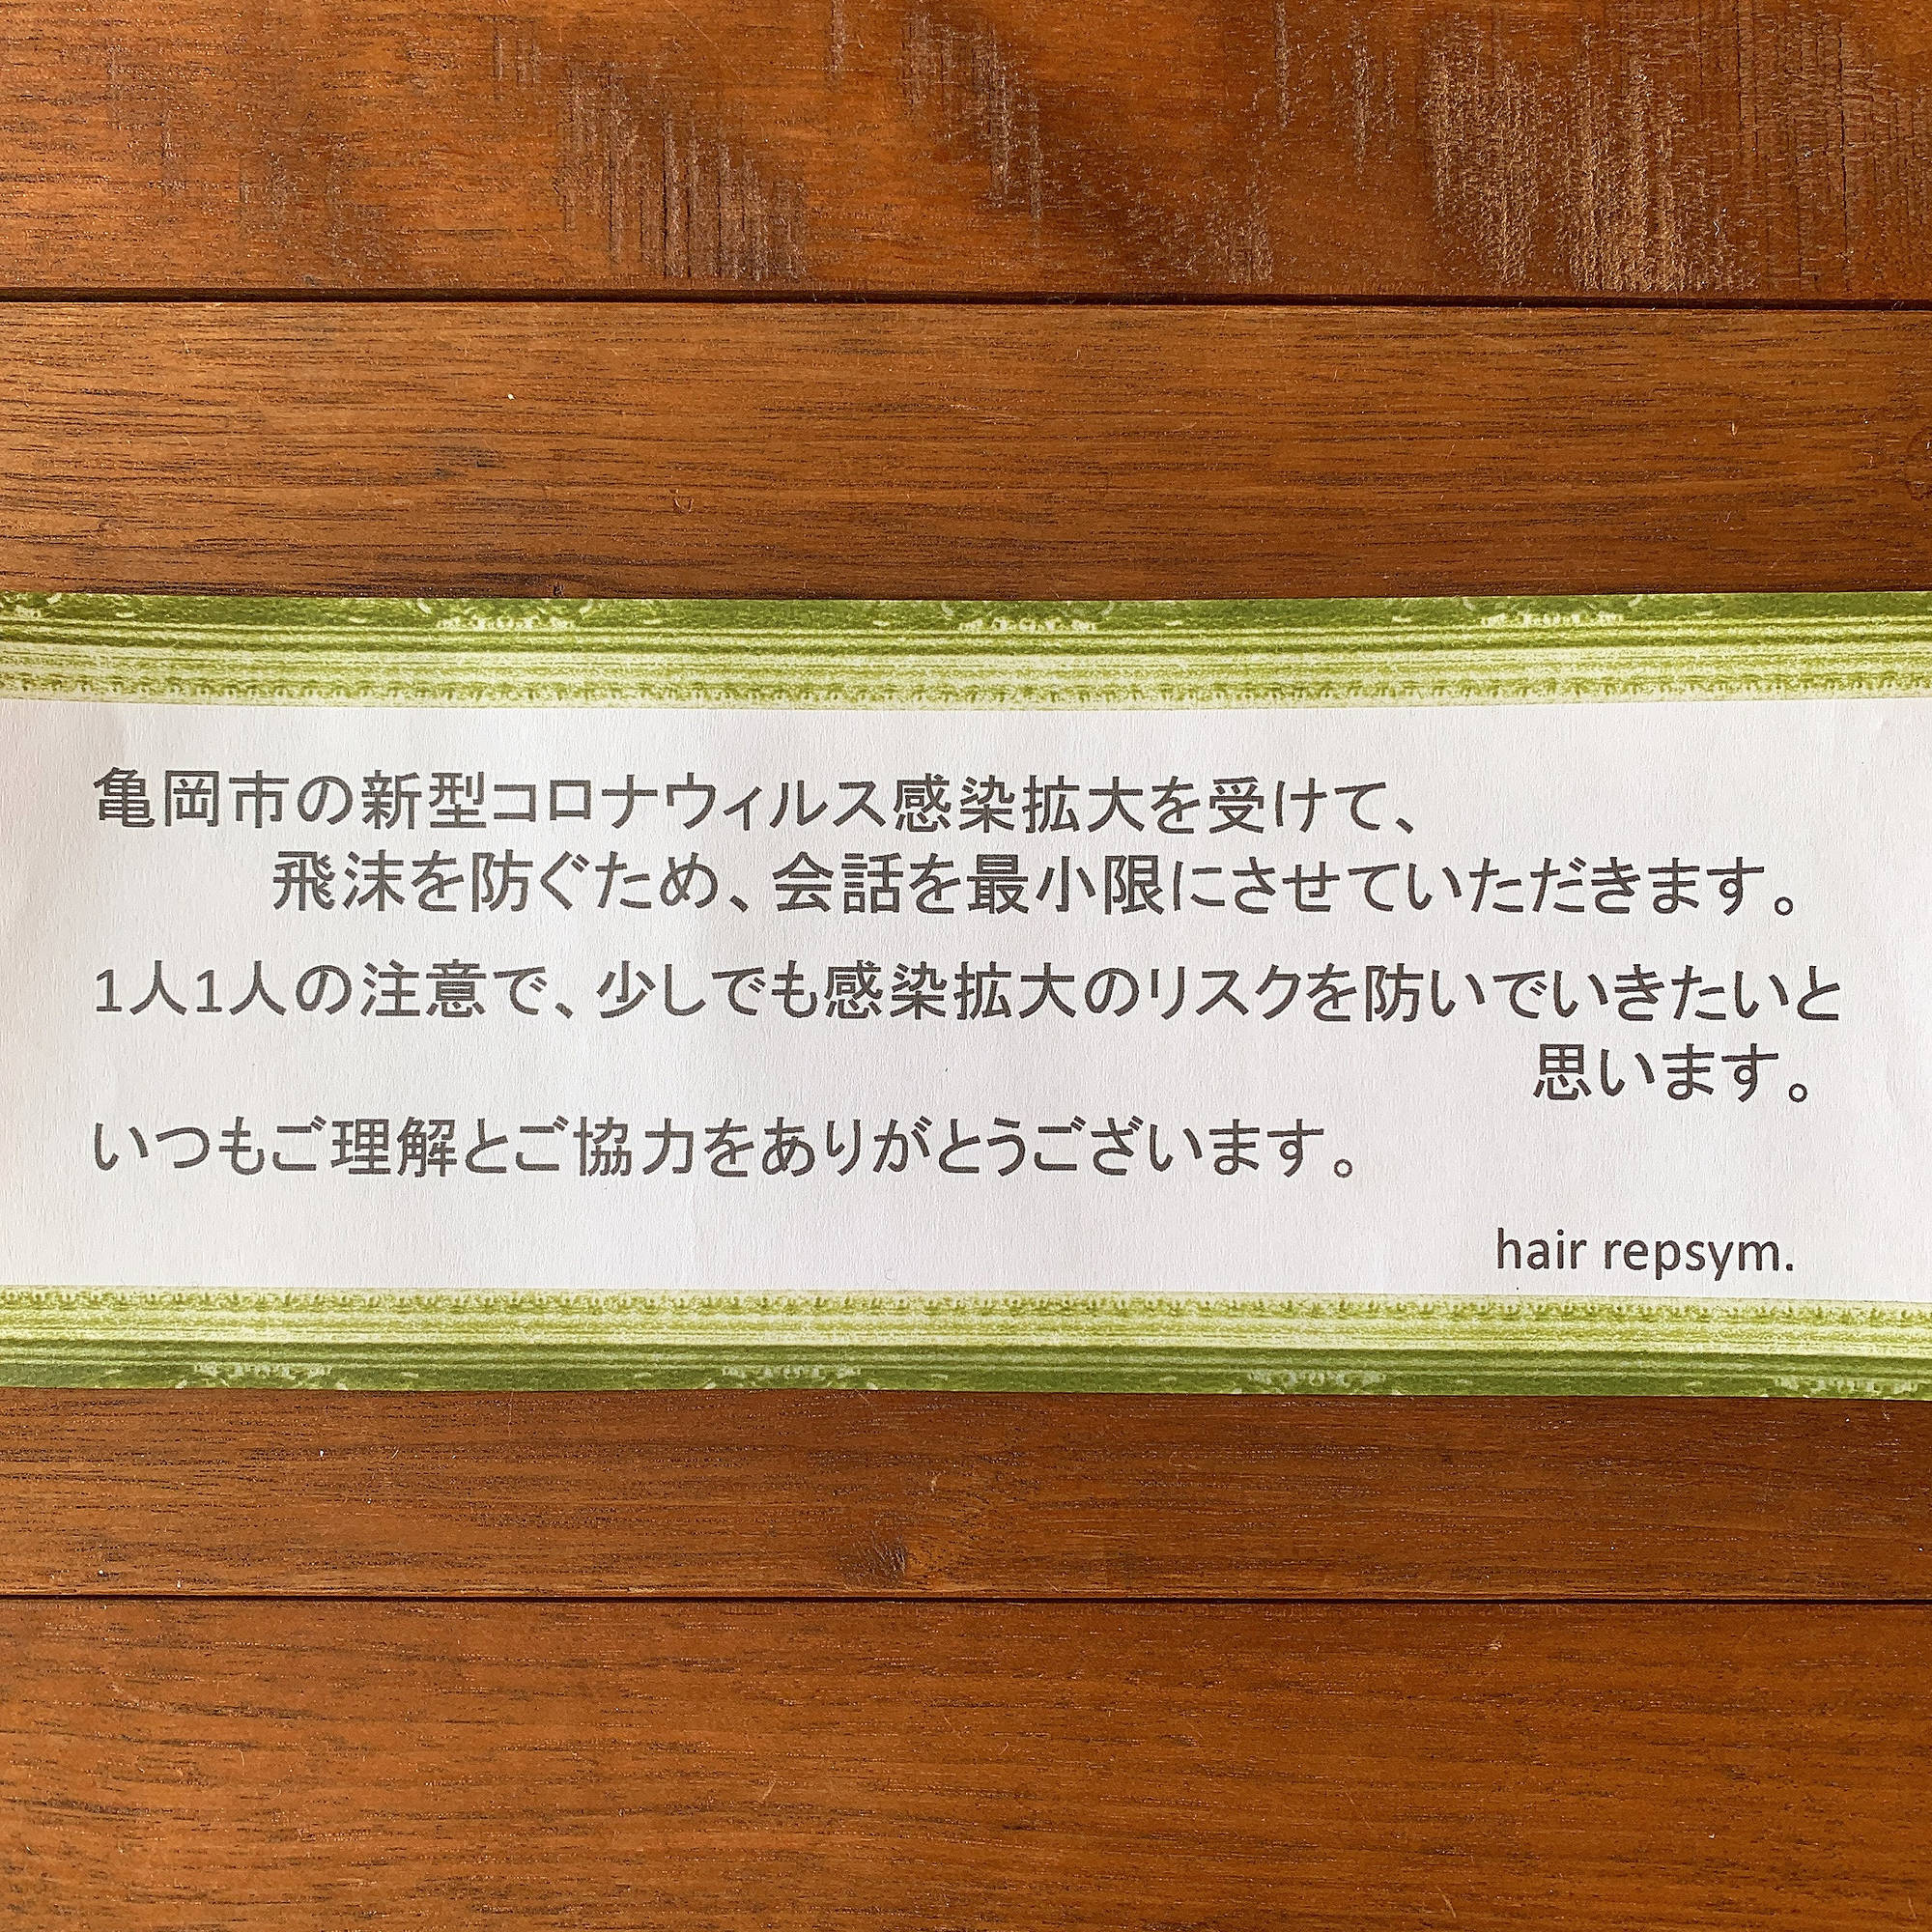 亀岡市の新型コロナウィルス感染拡大を受けて、
飛沫を防ぐため、会話を最小限にさせていただきます。
1人1人の注意で、少しでも感染拡大のリスクを防いでいきたいと
思います。
いつもご理解とご協力をありがとうございます。
hair repsym.